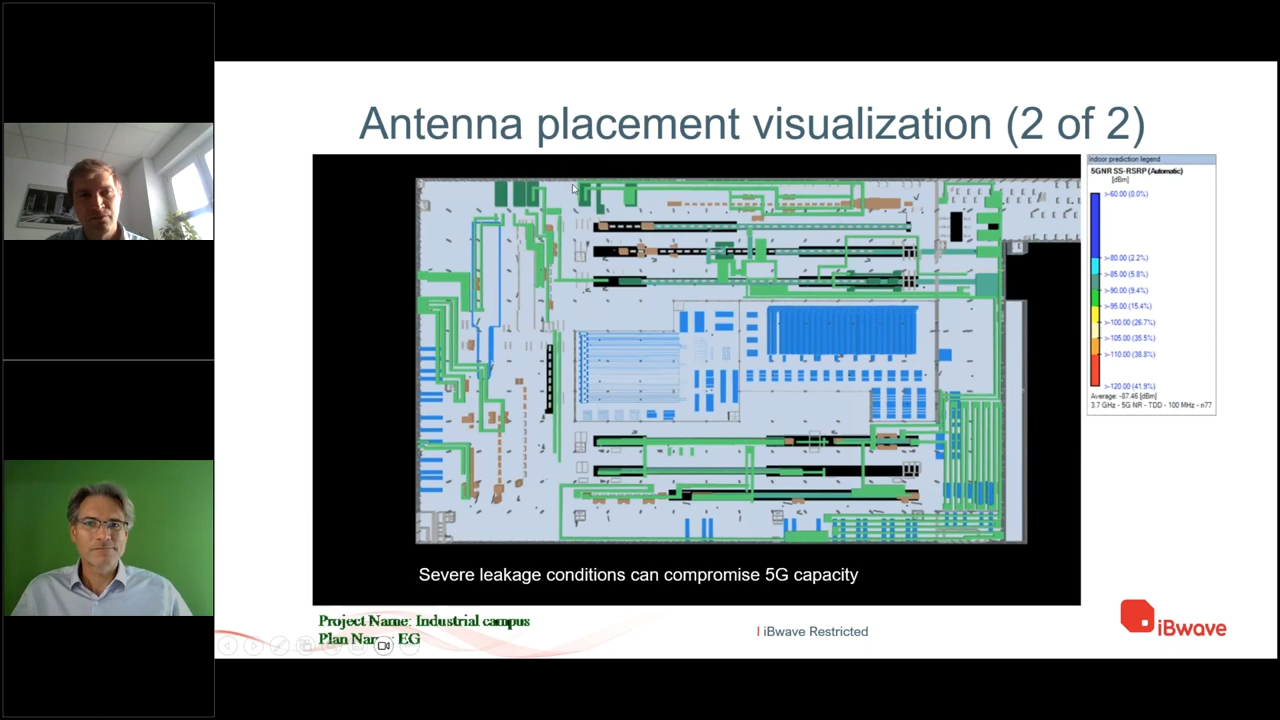 Antenna placement visualization (2 of 2)
Indoor prediction legend
5GNR SS-RSRP (Automatic)
[dBm]
>-60.00 (0.0%)
>-80.00 (2.2%)
>-85.00 (5.8%)
>-90.00 (9.4%)
>-95.00 (15.4%)
>-100.00 (26.7%)
>-105.00 (35.5%)
>-110.00 (38.8%)
>-120.00 (41.9%)
Average: -87.46 [dBm]
3.7 GHz - 5G NR - TDD - 100 MHz - n77
Severe leakage conditions can compromise 5G capacity
Project Name: Industrial campus
Plan Name: EG
| iBwave Restricted
iBwave